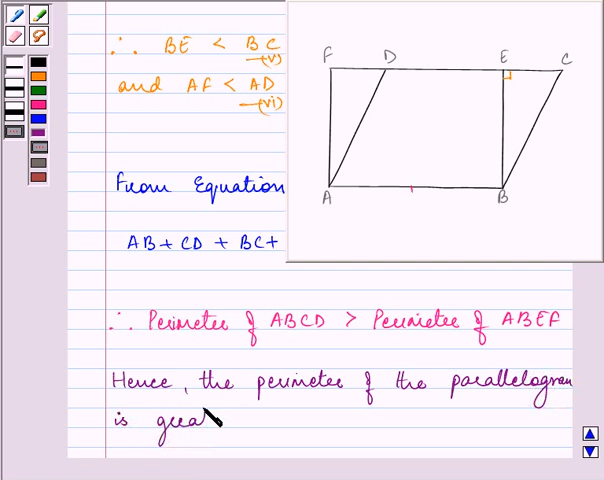 ∴ BE < BC
—(v)
and AF < AD
—(vi)
F D E C
A B
From Equation
AB + CD + BC +
∴ Perimeter of ABCD > Perimeter of ABEF
Hence, the perimeter of the parallelogram
is grea